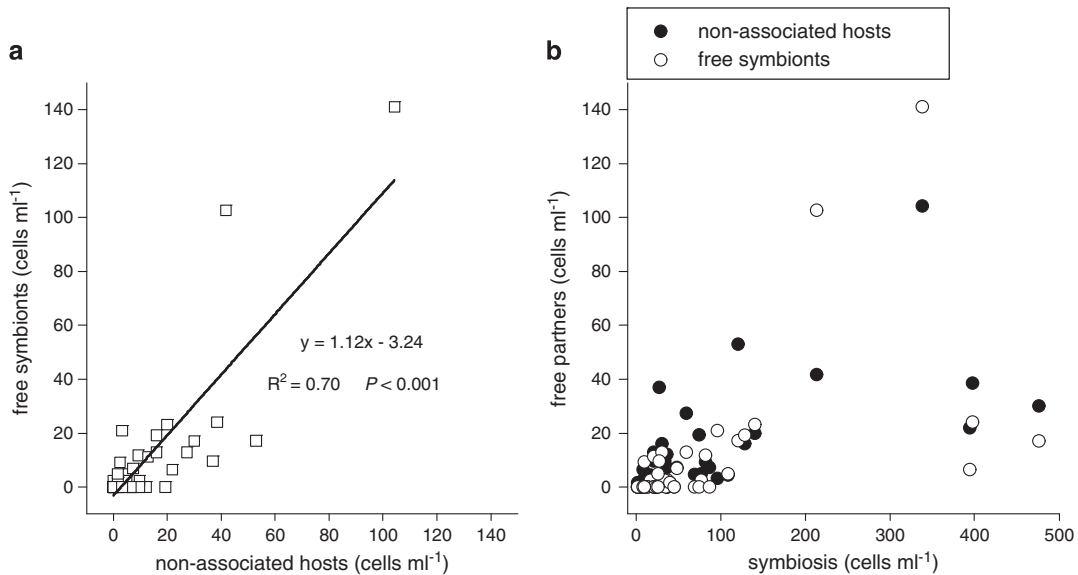 a
140
120
100
80
60
40
20
0
free symbionts (cells ml⁻¹)
y = 1.12x - 3.24
R² = 0.70 P < 0.001
0 20 40 60 80 100 120 140
non-associated hosts (cells ml⁻¹)
b
non-associated hosts
free symbionts
140
120
100
80
60
40
20
0
free partners (cells ml⁻¹)
0 100 200 300 400 500
symbiosis (cells ml⁻¹)